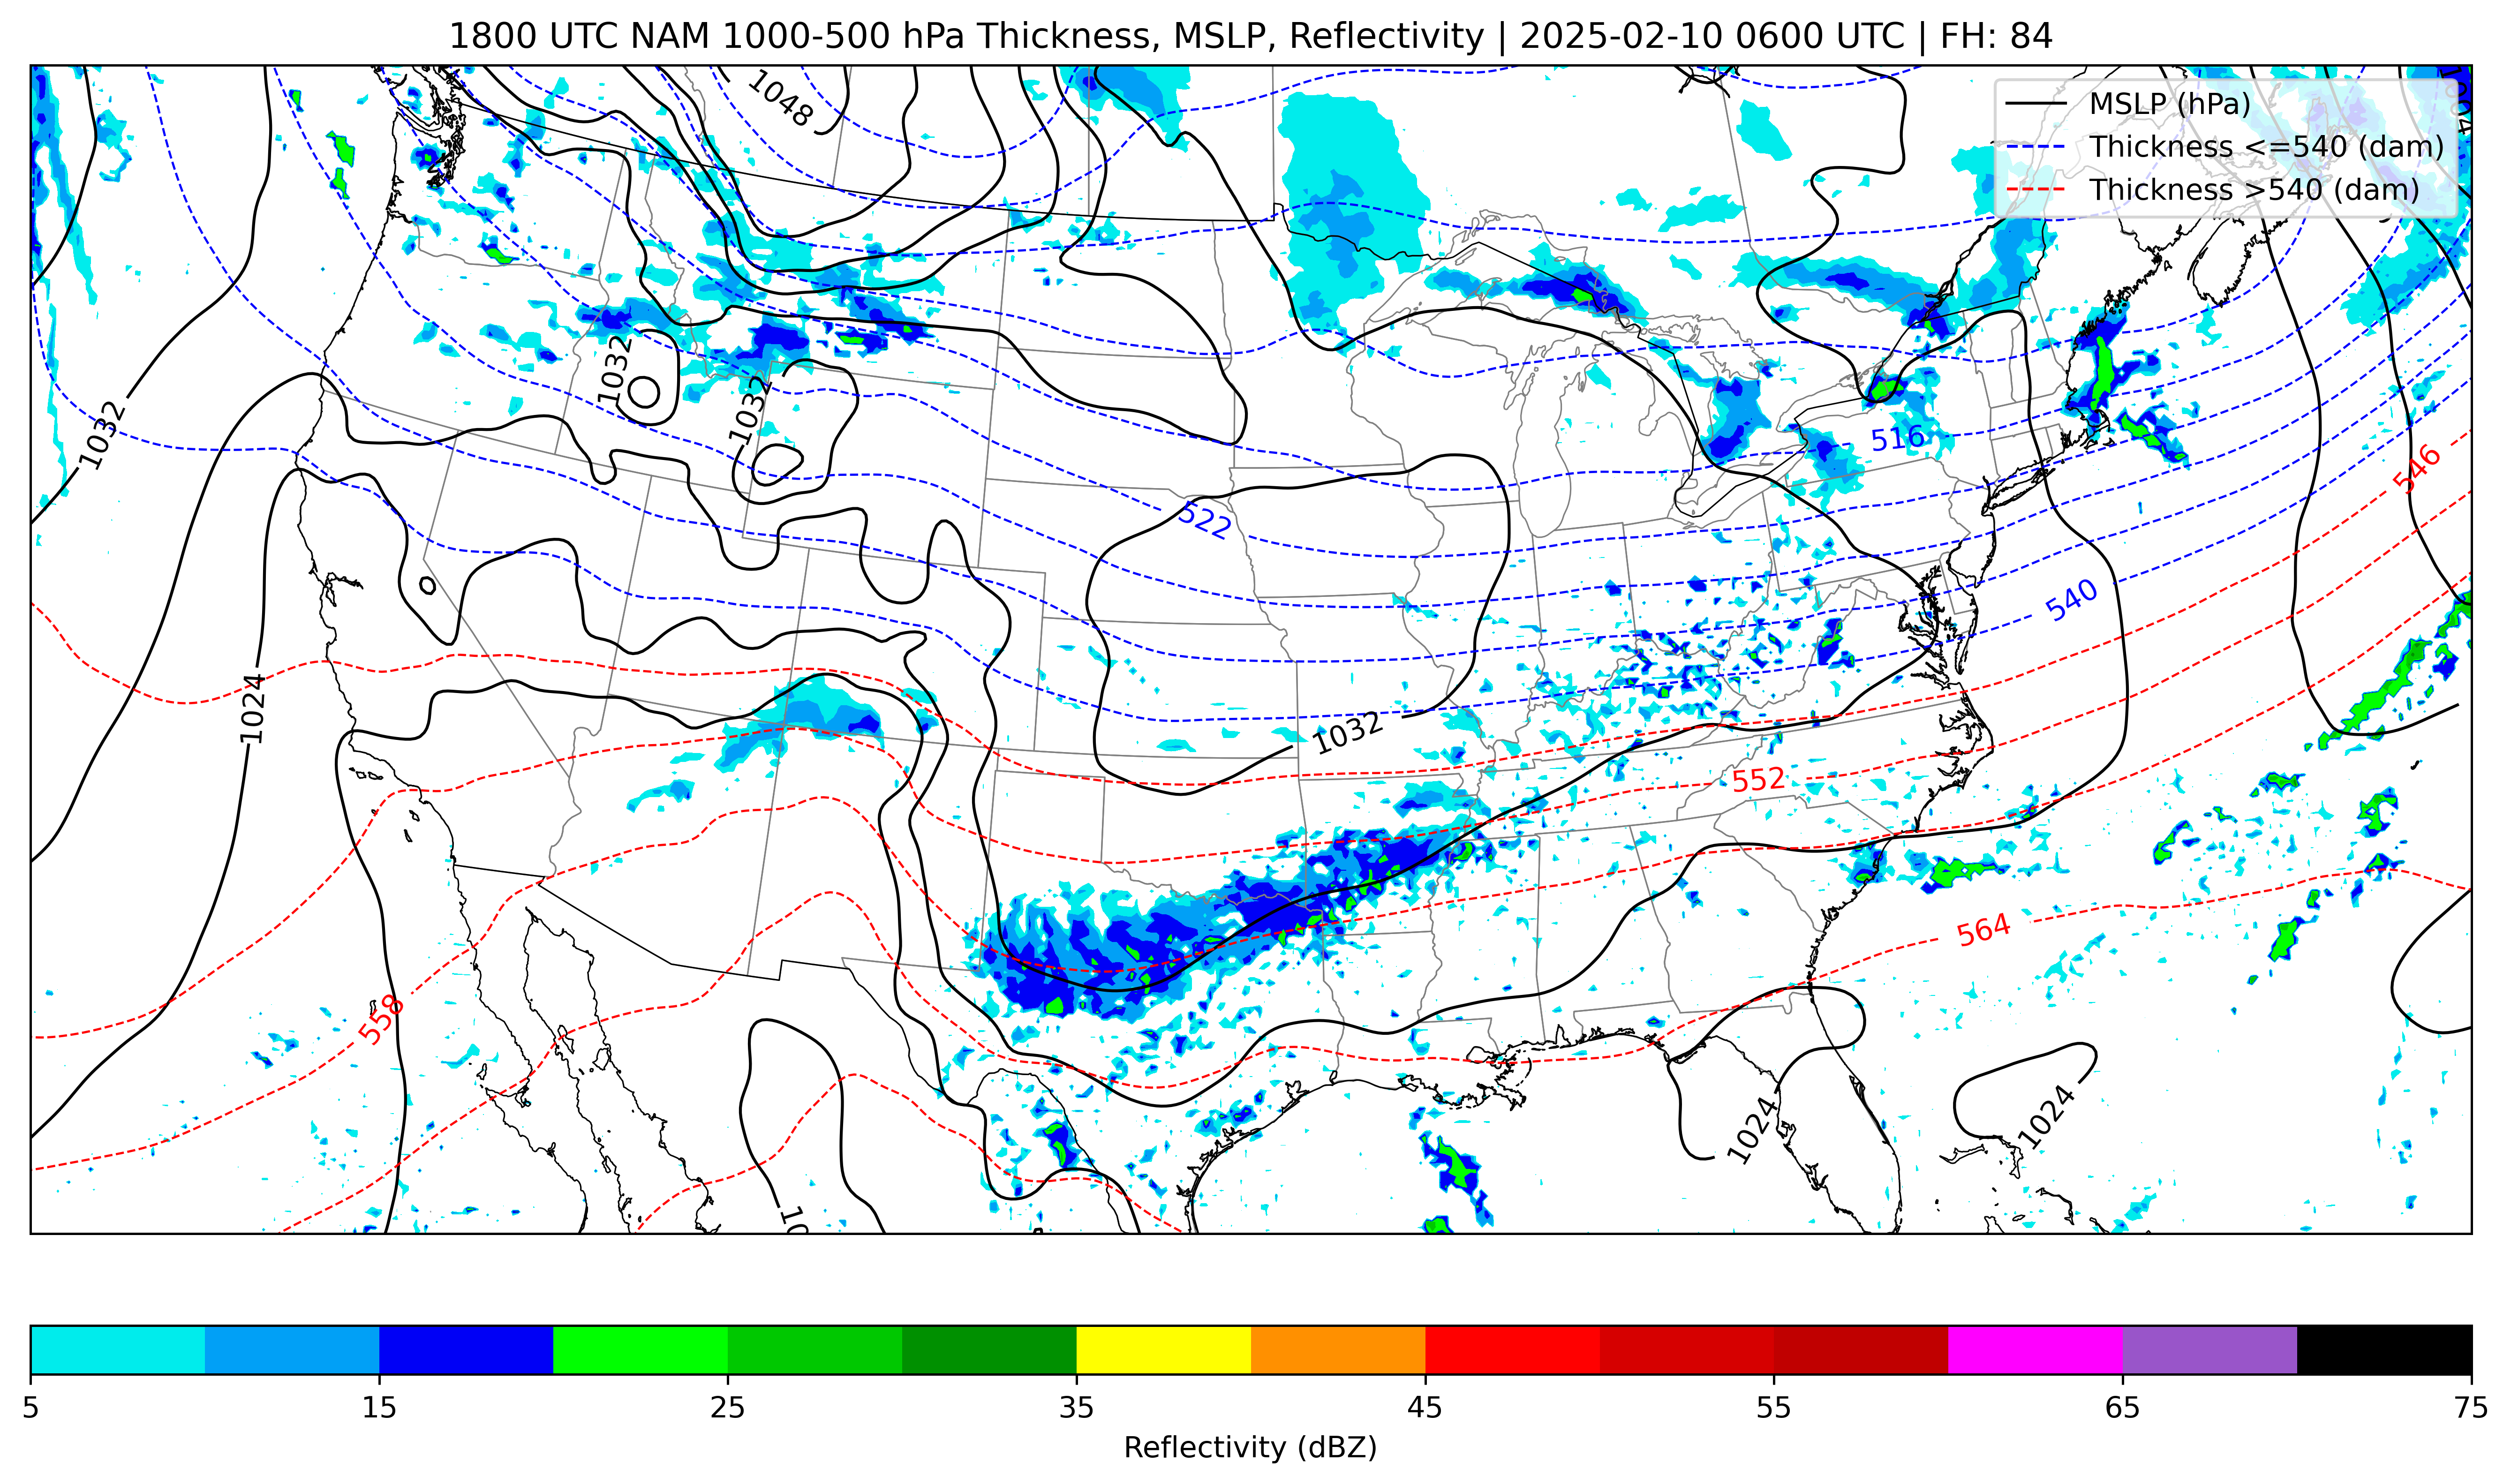 1800 UTC NAM 1000-500 hPa Thickness, MSLP, Reflectivity | 2025-02-10 0600 UTC | FH: 84
MSLP (hPa)
Thickness <=540 (dam)
Thickness >540 (dam)
1048
1032
1032
1032
516
546
522
540
1024
1032
552
564
558
1024
1024
10
5 15 25 35 45 55 65 75
Reflectivity (dBZ)